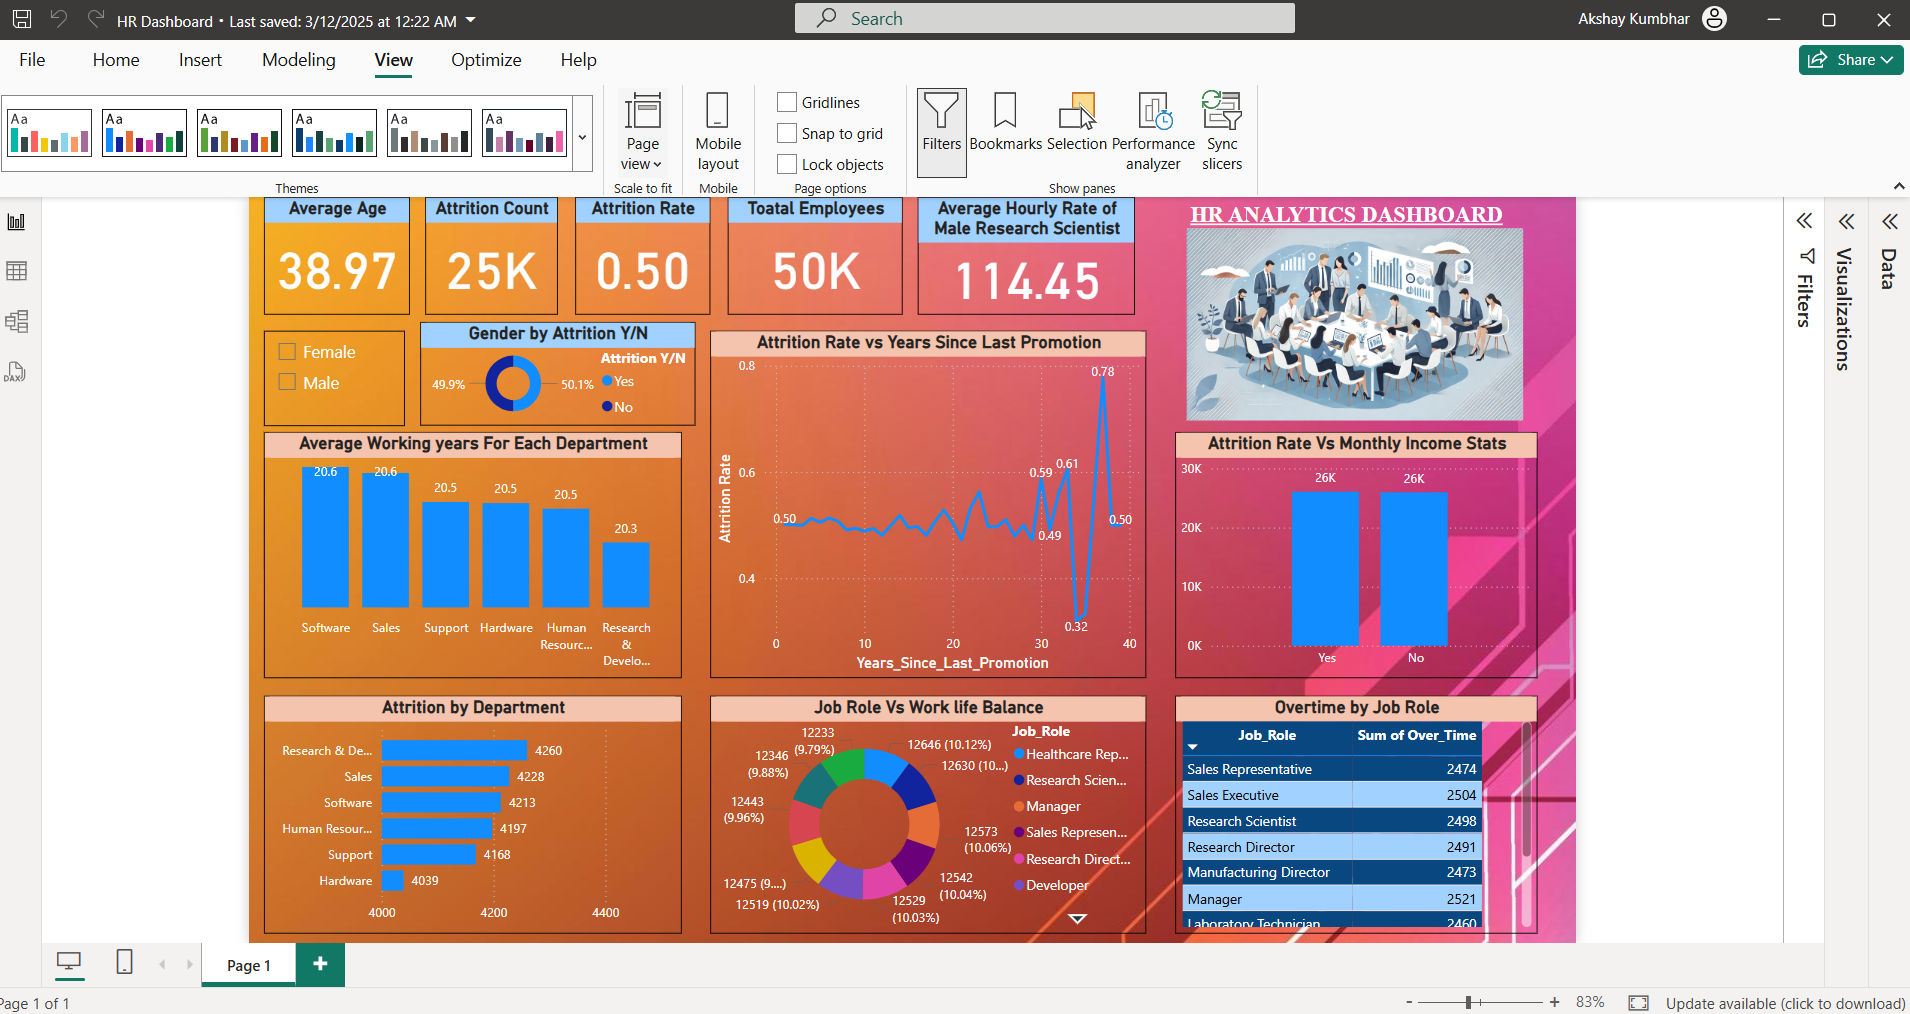 HR Dashboard • Last saved: 3/12/2025 at 12:22 AM
Search
Akshay Kumbhar
File
Home
Insert
Modeling
View
Optimize
Help
Share
Aa
Aa
Aa
Aa
Aa
Aa
Themes
Page
view
Scale to fit
Mobile
layout
Mobile
Gridlines
Snap to grid
Lock objects
Page options
Filters
Bookmarks
Selection
Performance
analyzer
Sync
slicers
Show panes
DAX
Average Age
38.97
Attrition Count
25K
Attrition Rate
0.50
Toatal Employees
50K
Average Hourly Rate of
Male Research Scientist
114.45
HR ANALYTICS DASHBOARD
Filters
Visualizations
Data
Female
Male
Gender by Attrition Y/N
49.9%
50.1%
Attrition Y/N
Yes
No
Attrition Rate vs Years Since Last Promotion
Attrition Rate
0.8
0.6
0.4
0.50
0.59
0.61
0.49
0.78
0.50
0.32
0
10
20
30
40
Years_Since_Last_Promotion
Average Working years For Each Department
20.6
20.6
20.5
20.5
20.5
20.3
Software
Sales
Support
Hardware
Human
Resourc...
Research
&
Develo...
Attrition Rate Vs Monthly Income Stats
30K
20K
10K
0K
26K
26K
Yes
No
Attrition by Department
Research & De...
4260
Sales
4228
Software
4213
Human Resour...
4197
Support
4168
Hardware
4039
4000
4200
4400
Job Role Vs Work life Balance
12646 (10.12%)
12630 (10...)
12573
(10.06%)
12542
(10.04%)
12529
(10.03%)
12519 (10.02%)
12475 (9....)
12443
(9.96%)
12346
(9.88%)
12233
(9.79%)
Job_Role
Healthcare Rep...
Research Scien...
Manager
Sales Represen...
Research Direct...
Developer
Overtime by Job Role
Job_Role Sum of Over_Time
Sales Representative 2474
Sales Executive 2504
Research Scientist 2498
Research Director 2491
Manufacturing Director 2473
Manager 2521
Laboratory Technician 2460
Page 1
+
Page 1 of 1
- + 83%
Update available (click to download)